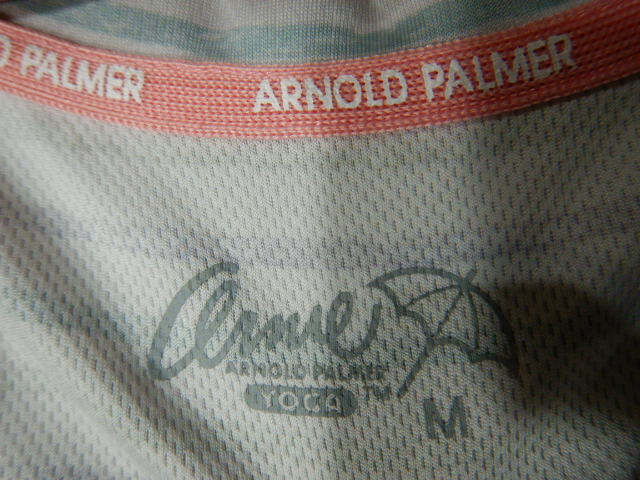 O PALMER ARNOLD PALMER
Arnie
ARNOLD PALMER
YOGA TM
M